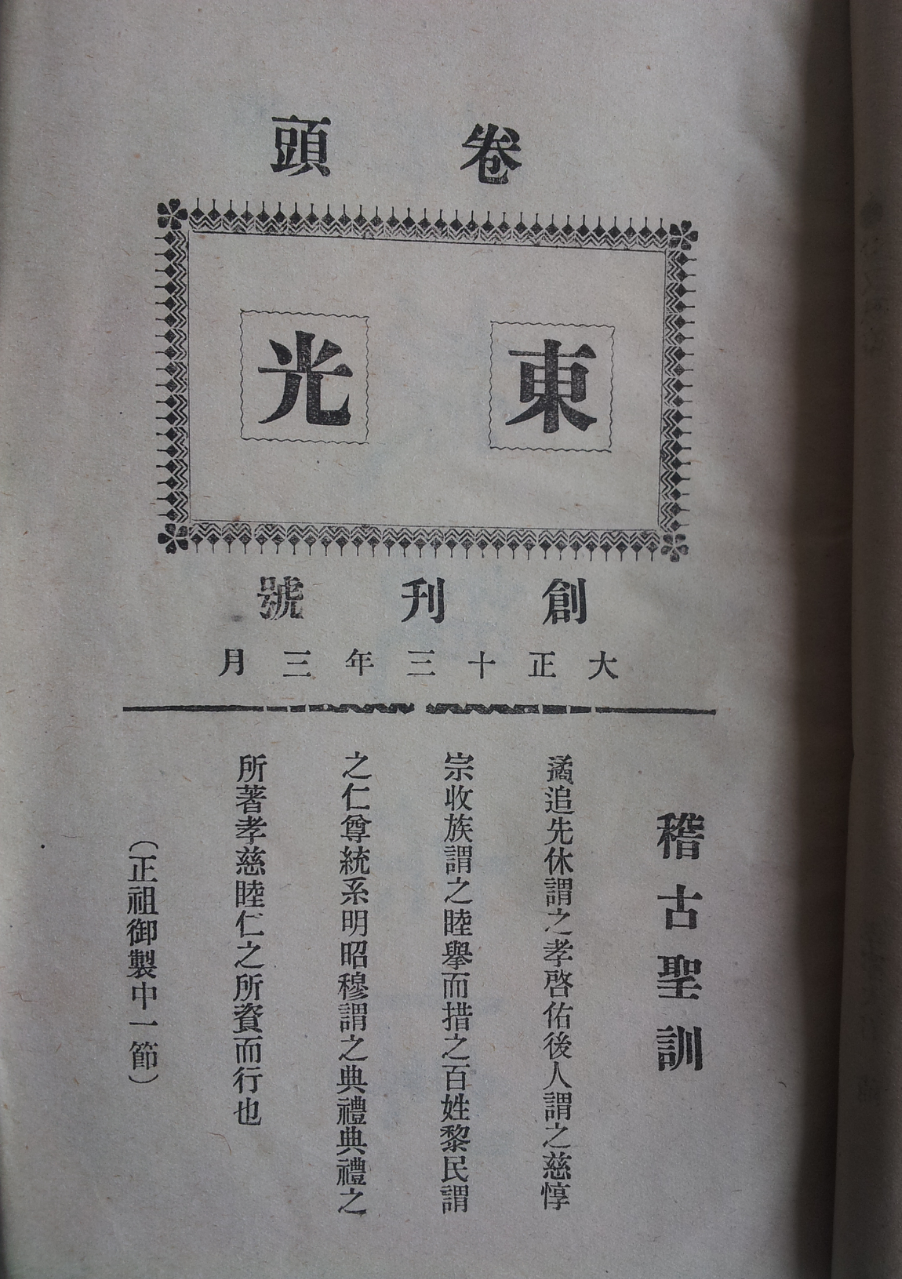 卷頭
東光
創刊號
大正十三年三月
稽古聖訓
遹追先休謂之孝啓佑後人謂之慈惇
宗收族謂之睦擧而措之百姓黎民謂
之仁尊統系明昭穆謂之典禮典禮之
所著孝慈睦仁之所資而行也
(正祖御製中一節)